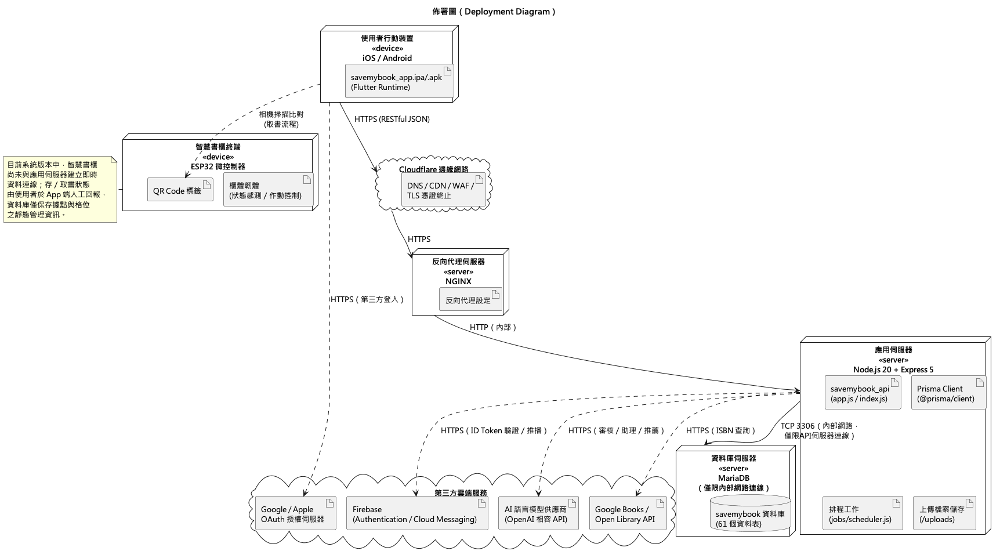 佈署圖（Deployment Diagram）
使用者行動裝置
«device»
iOS / Android
savemybook_app.ipa/.apk
(Flutter Runtime)
相機掃描比對
(取書流程)
HTTPS (RESTful JSON)
智慧書櫃終端
«device»
ESP32 微控制器
QR Code 標籤
櫃體韌體
(狀態感測 / 作動控制)
目前系統版本中，智慧書櫃
尚未與應用伺服器建立即時
資料連線；存 / 取書狀態
由使用者於 App 端人工回報，
資料庫僅保存據點與格位
之靜態管理資訊。
Cloudflare 邊緣網路
DNS / CDN / WAF /
TLS 憑證終止
HTTPS
反向代理伺服器
«server»
NGINX
反向代理設定
HTTPS（第三方登入）
HTTP（內部）
應用伺服器
«server»
Node.js 20 + Express 5
savemybook_api
(app.js / index.js)
Prisma Client
(@prisma/client)
排程工作
(jobs/scheduler.js)
上傳檔案儲存
(/uploads)
HTTPS（ID Token 驗證 / 推播）
HTTPS（審核 / 助理 / 推薦）
HTTPS（ISBN 查詢）
TCP 3306（內部網路，
僅限API伺服器連線）
資料庫伺服器
«server»
MariaDB
（僅限內部網路連線）
savemybook 資料庫
(61 個資料表)
第三方雲端服務
Google / Apple
OAuth 授權伺服器
Firebase
(Authentication / Cloud Messaging)
AI 語言模型供應商
(OpenAI 相容 API)
Google Books /
Open Library API